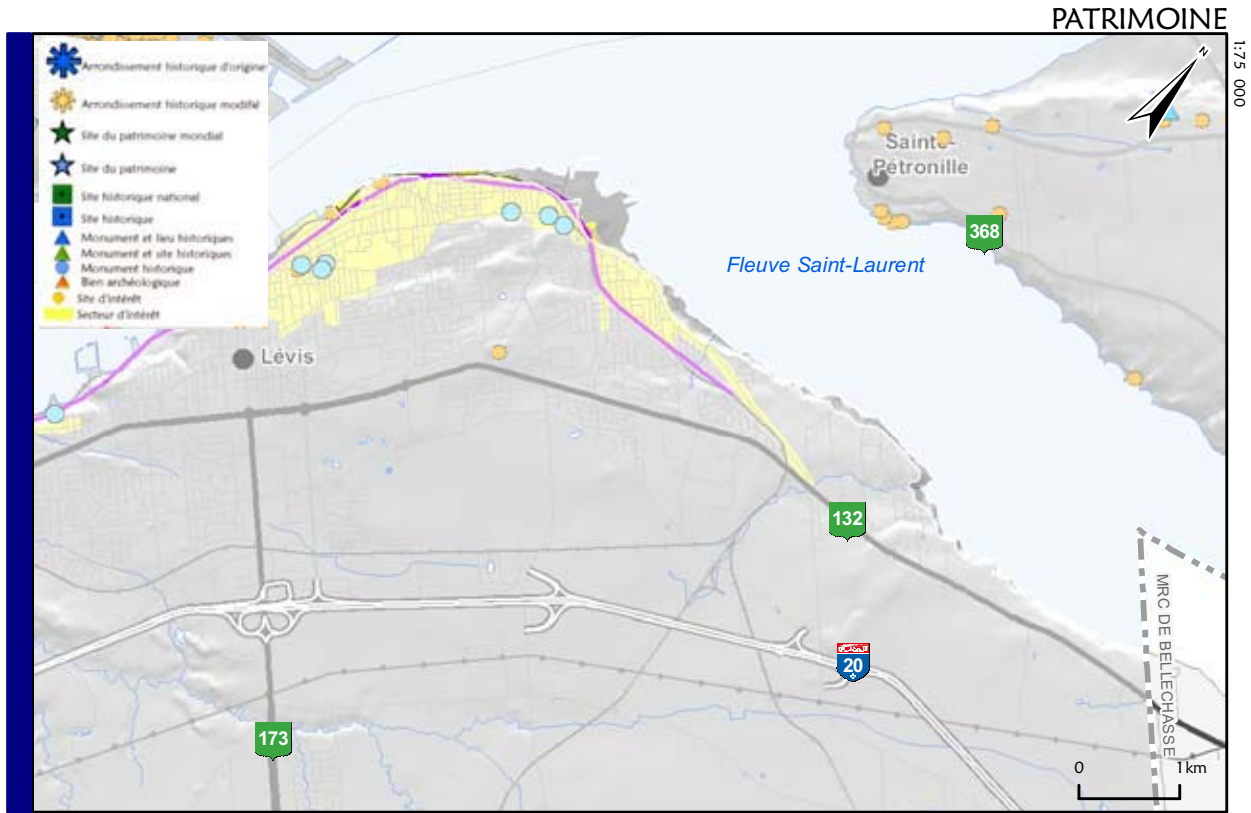 PATRIMOINE
1:75 000
N
Arrondissement historique d'origine
Arrondissement historique modifié
Site du patrimoine mondial
Site du patrimoine
Site historique national
Site historique
Monument et lieu historiques
Monument et site historiques
Monument historique
Bien archéologique
Site d'intérêt
Secteur d'intérêt
Sainte-
Pétronille
368
Fleuve Saint-Laurent
Lévis
132
20
173
MRC DE BELLECHASSE
0 1km